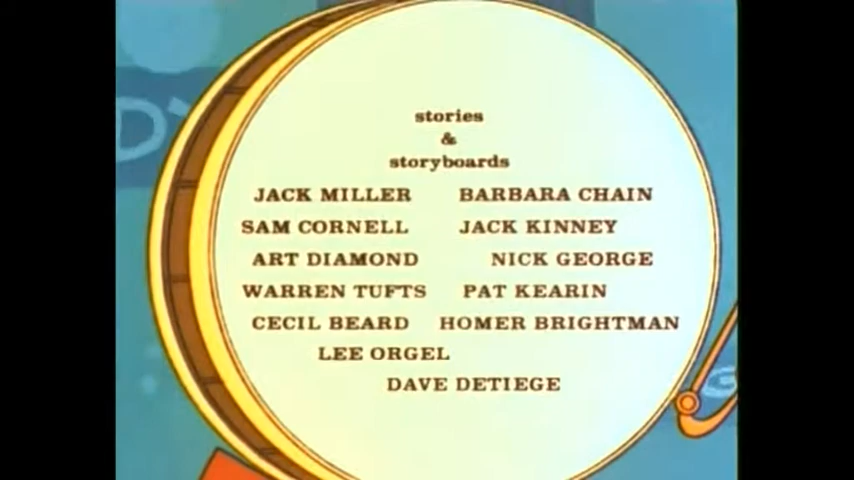 stories
&
storyboards
JACK MILLER BARBARA CHAIN
SAM CORNELL JACK KINNEY
ART DIAMOND NICK GEORGE
WARREN TUFTS PAT KEARIN
CECIL BEARD HOMER BRIGHTMAN
LEE ORGEL
DAVE DETIEGE